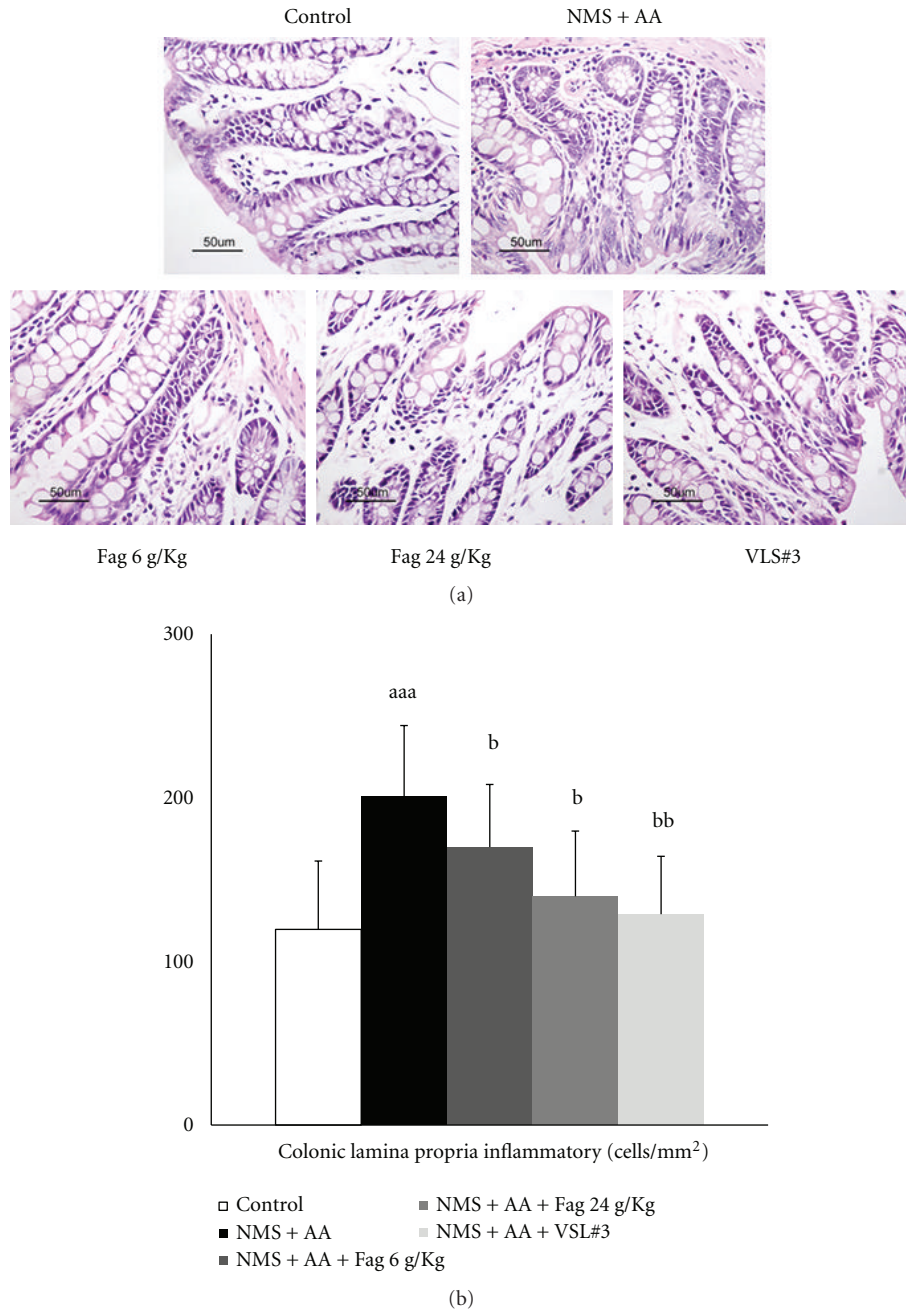 Control
NMS + AA
50um
50um
50um
50um
50um
Fag 6 g/Kg
Fag 24 g/Kg
VLS#3
(a)
300
200
100
0
aaa
b
b
bb
Colonic lamina propria inflammatory (cells/mm²)
Control
NMS + AA
NMS + AA + Fag 6 g/Kg
NMS + AA + Fag 24 g/Kg
NMS + AA + VSL#3
(b)